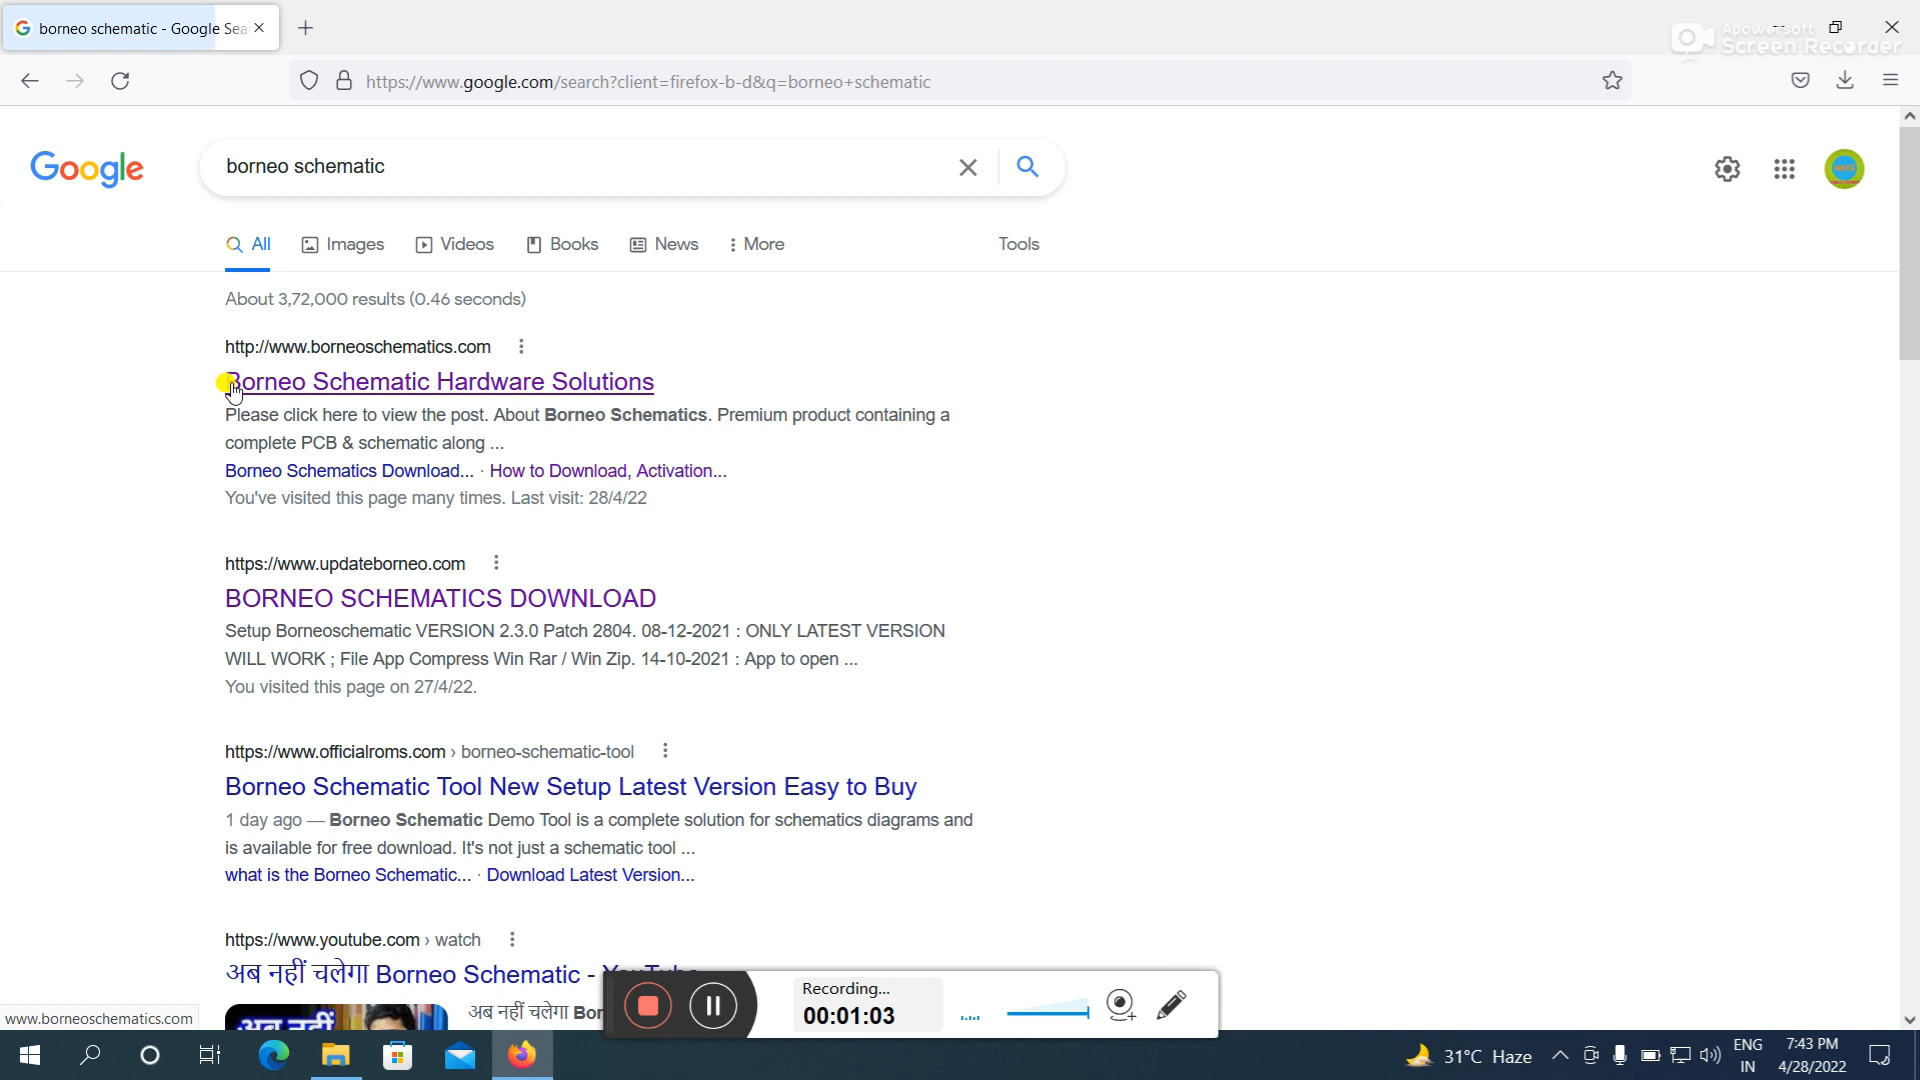 borneo schematic - Google Sea
Apowersoft
Screen Recorder
https://www.google.com/search?client=firefox-b-d&q=borneo+schematic
Google
borneo schematic
All
Images
Videos
Books
News
More
Tools
About 3,72,000 results (0.46 seconds)
http://www.borneoschematics.com
Borneo Schematic Hardware Solutions
Please click here to view the post. About Borneo Schematics. Premium product containing a
complete PCB & schematic along ...
Borneo Schematics Download... · How to Download, Activation...
You've visited this page many times. Last visit: 28/4/22
https://www.updateborneo.com
BORNEO SCHEMATICS DOWNLOAD
Setup Borneoschematic VERSION 2.3.0 Patch 2804. 08-12-2021 : ONLY LATEST VERSION
WILL WORK ; File App Compress Win Rar / Win Zip. 14-10-2021 : App to open ...
You visited this page on 27/4/22.
https://www.officialroms.com › borneo-schematic-tool
Borneo Schematic Tool New Setup Latest Version Easy to Buy
1 day ago — Borneo Schematic Demo Tool is a complete solution for schematics diagrams and
is available for free download. It's not just a schematic tool ...
what is the Borneo Schematic... · Download Latest Version...
https://www.youtube.com › watch
अब नहीं चलेगा Borneo Schematic - YouTube
अब नहीं
अब नहीं चलेगा Bor
Recording...
00:01:03
www.borneoschematics.com
31°C Haze
ENG
IN
7:43 PM
4/28/2022